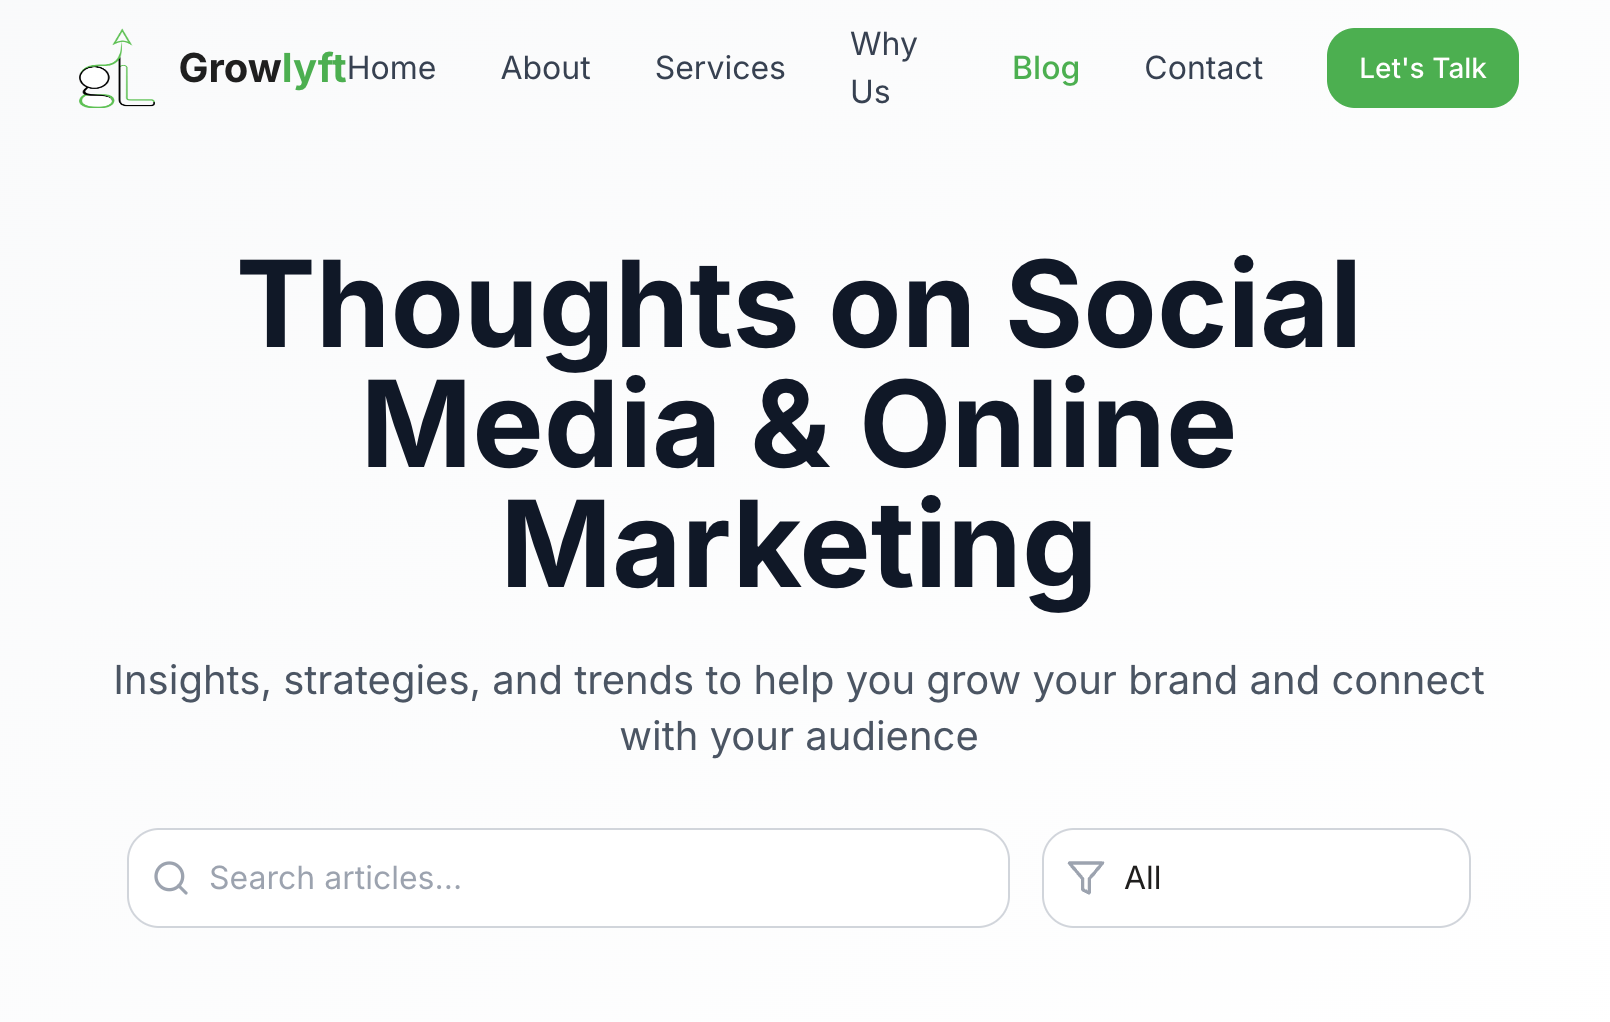 gL
Growlyft
Home
About
Services
Why
Us
Blog
Contact
Let's Talk
Thoughts on Social
Media & Online
Marketing
Insights, strategies, and trends to help you grow your brand and connect
with your audience
Search articles...
All